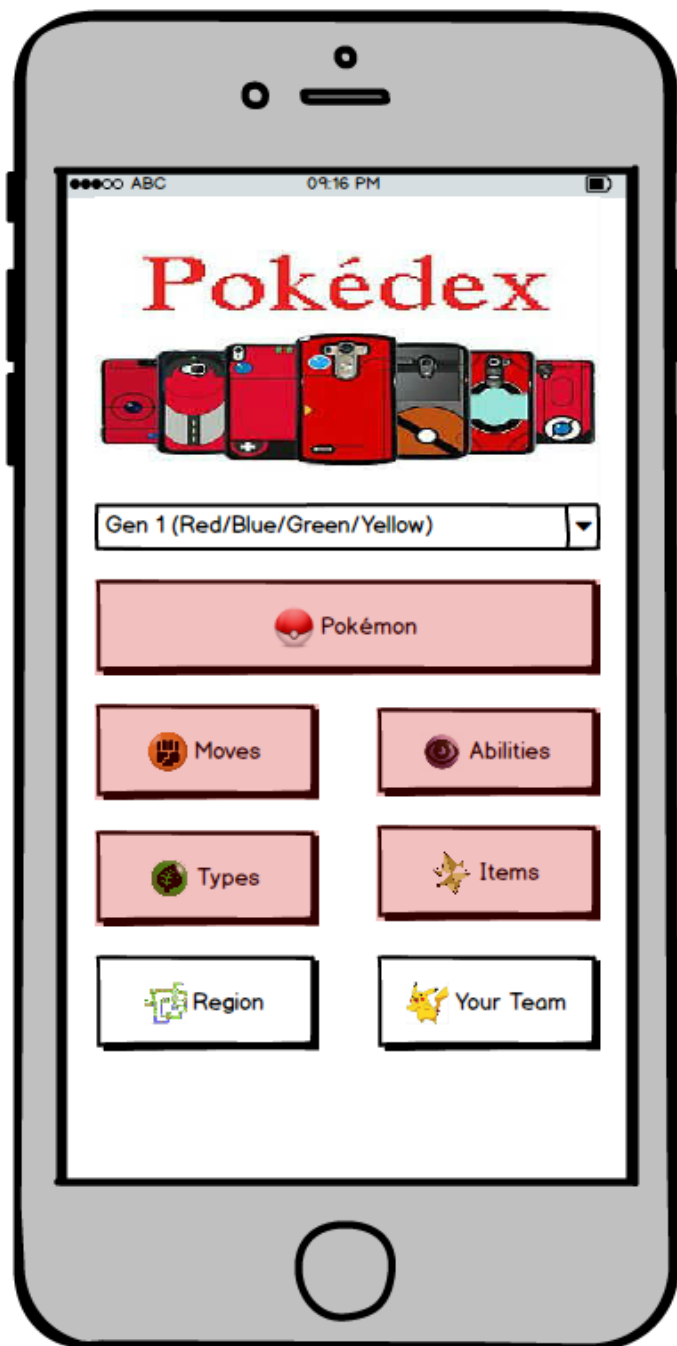 ABC 09:16 PM
Pokédex
Gen 1 (Red/Blue/Green/Yellow)
Pokémon
Moves Abilities
Types Items
Region Your Team